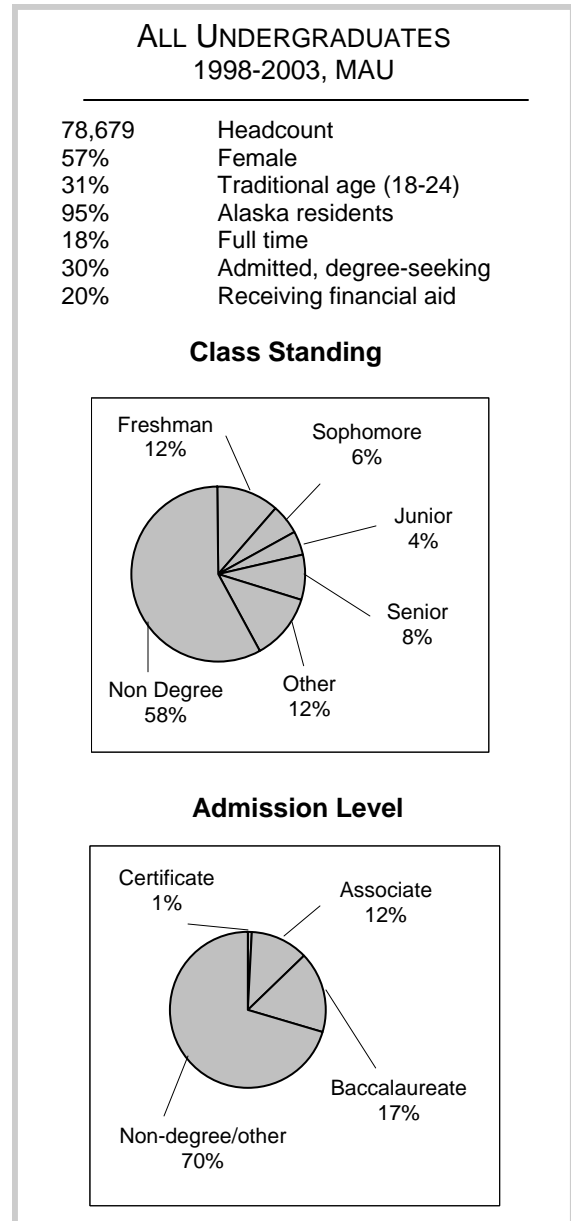 ALL UNDERGRADUATES
1998-2003, MAU
78,679 Headcount
57% Female
31% Traditional age (18-24)
95% Alaska residents
18% Full time
30% Admitted, degree-seeking
20% Receiving financial aid
Class Standing
Freshman
12%
Sophomore
6%
Junior
4%
Senior
8%
Other
12%
Non Degree
58%
Admission Level
Certificate
1%
Associate
12%
Baccalaureate
17%
Non-degree/other
70%